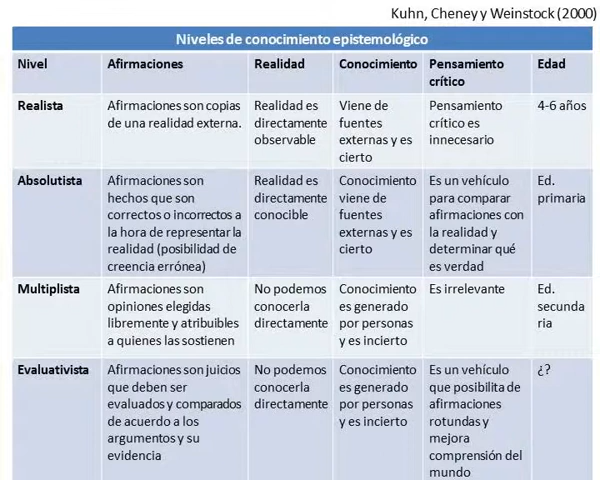 Kuhn, Cheney y Weinstock (2000)
Niveles de conocimiento epistemológico
Nivel Afirmaciones Realidad Conocimiento Pensamiento crítico Edad
Realista
Afirmaciones son copias
de una realidad externa.
Realidad es
directamente
observable
Viene de
fuentes
externas y es
cierto
Pensamiento
crítico es
innecesario
4-6 años
Absolutista
Afirmaciones son
hechos que son
correctos o incorrectos a
la hora de representar la
realidad (posibilidad de
creencia errónea)
Realidad es
directamente
conocible
Conocimiento
viene de
fuentes
externas y es
cierto
Es un vehículo
para comparar
afirmaciones con
la realidad y
determinar qué
es verdad
Ed.
primaria
Multiplista
Afirmaciones son
opiniones elegidas
libremente y atribuibles
a quienes las sostienen
No podemos
conocerla
directamente
Conocimiento
es generado
por personas
y es incierto
Es irrelevante
Ed.
secunda
ria
Evaluativista
Afirmaciones son juicios
que deben ser
evaluados y comparados
de acuerdo a los
argumentos y su
evidencia
No podemos
conocerla
directamente
Conocimiento
es generado
por personas
y es incierto
Es un vehículo
que posibilita de
afirmaciones
rotundas y
mejora
comprensión del
mundo
¿?